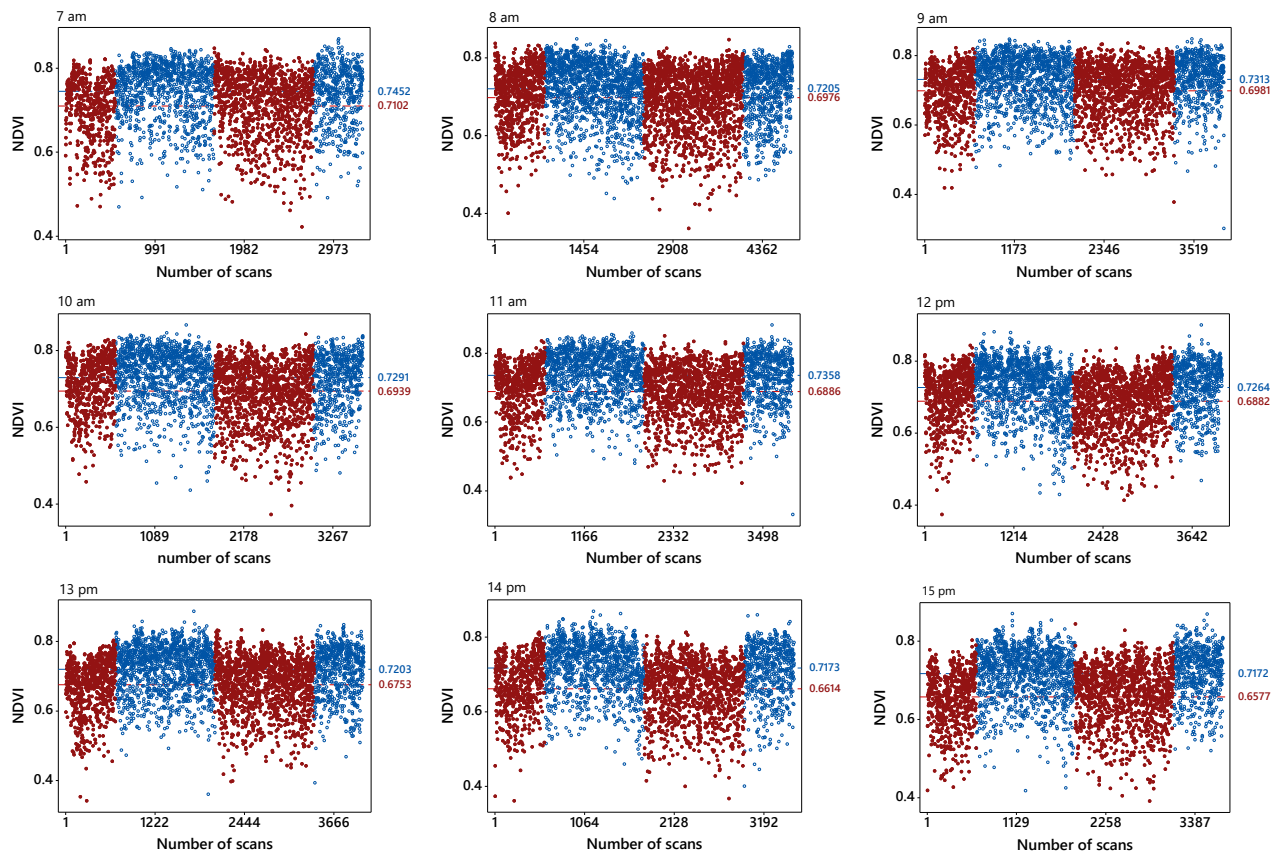 7 am
NDVI
0.8
0.6
0.4
0.7452
0.7102
1 991 1982 2973
Number of scans
8 am
NDVI
0.8
0.6
0.4
0.7205
0.6976
1 1454 2908 4362
Number of scans
9 am
NDVI
0.8
0.6
0.4
0.7313
0.6981
1 1173 2346 3519
Number of scans
10 am
NDVI
0.8
0.6
0.4
0.7291
0.6939
1 1089 2178 3267
number of scans
11 am
NDVI
0.8
0.6
0.4
0.7358
0.6886
1 1166 2332 3498
Number of scans
12 pm
NDVI
0.8
0.6
0.4
0.7264
0.6882
1 1214 2428 3642
Number of scans
13 pm
NDVI
0.8
0.6
0.4
0.7203
0.6753
1 1222 2444 3666
Number of scans
14 pm
NDVI
0.8
0.6
0.4
0.7173
0.6614
1 1064 2128 3192
Number of scans
15 pm
NDVI
0.8
0.6
0.4
0.7172
0.6577
1 1129 2258 3387
Number of scans